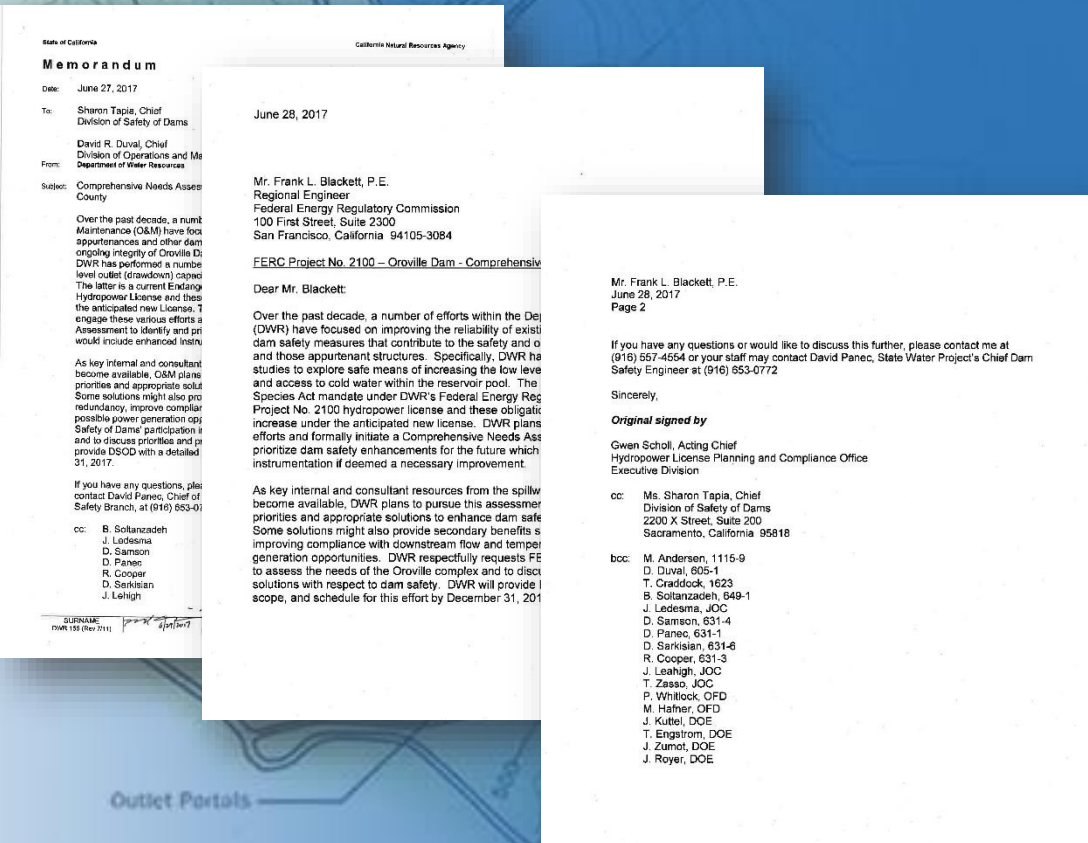 State of California
California Natural Resources Agency
Memorandum
Date: June 27, 2017
To: Sharon Tapia, Chief
Division of Safety of Dams
David R. Duval, Chief
Division of Operations and Ma
From: Department of Water Resources
Subject: Comprehensive Needs Asses
County
Over the past decade, a numb
Maintenance (O&M) have focu
appurtenances and other dam
ongoing integrity of Oroville Da
DWR has performed a numbe
level outlet (drawdown) capaci
The latter is a current Endang
Hydropower License and thes
the anticipated new License. T
engage these various efforts a
Assessment to identify and pri
would include enhanced instru
As key internal and consultant
become available, O&M plans
priorities and appropriate solut
Some solutions might also pro
redundancy, improve complian
possible power generation opp
Safety of Dams' participation i
and to discuss priorities and p
provide DSOD with a detailed
31, 2017.
If you have any questions, plea
contact David Panec, Chief of
Safety Branch, at (916) 653-07
cc: B. Soltanzadeh
J. Ledesma
D. Samson
D. Panec
R. Cooper
D. Sarkisian
J. Lehigh
SURNAME
DWR 155 (Rev 7/11)
June 28, 2017
Mr. Frank L. Blackett, P.E.
Regional Engineer
Federal Energy Regulatory Commission
100 First Street, Suite 2300
San Francisco, California 94105-3084
FERC Project No. 2100 – Oroville Dam - Comprehensiv
Dear Mr. Blackett:
Over the past decade, a number of efforts within the Dep
(DWR) have focused on improving the reliability of existi
dam safety measures that contribute to the safety and o
and those appurtenant structures. Specifically, DWR ha
studies to explore safe means of increasing the low leve
and access to cold water within the reservoir pool. The
Species Act mandate under DWR's Federal Energy Reg
Project No. 2100 hydropower license and these obligatio
increase under the anticipated new license. DWR plans
efforts and formally initiate a Comprehensive Needs Ass
prioritize dam safety enhancements for the future which
instrumentation if deemed a necessary improvement.
As key internal and consultant resources from the spillw
become available, DWR plans to pursue this assessmer
priorities and appropriate solutions to enhance dam safe
Some solutions might also provide secondary benefits s
improving compliance with downstream flow and temper
generation opportunities. DWR respectfully requests FE
to assess the needs of the Oroville complex and to discu
solutions with respect to dam safety. DWR will provide
scope, and schedule for this effort by December 31, 201
Mr. Frank L. Blackett, P.E.
June 28, 2017
Page 2
If you have any questions or would like to discuss this further, please contact me at
(916) 557-4554 or your staff may contact David Panec, State Water Project's Chief Dam
Safety Engineer at (916) 653-0772
Sincerely,
Original signed by
Gwen Scholl, Acting Chief
Hydropower License Planning and Compliance Office
Executive Division
cc: Ms. Sharon Tapia, Chief
Division of Safety of Dams
2200 X Street, Suite 200
Sacramento, California 95818
bcc: M. Andersen, 1115-9
D. Duval, 605-1
T. Craddock, 1623
B. Soltanzadeh, 649-1
J. Ledesma, JOC
D. Samson, 631-4
D. Panec, 631-1
D. Sarkisian, 631-6
R. Cooper, 631-3
J. Leahigh, JOC
T. Zasso, JOC
P. Whitlock, OFD
M. Hafner, OFD
J. Kuttel, DOE
T. Engstrom, DOE
J. Zumot, DOE
J. Royer, DOE
Outlet Portals